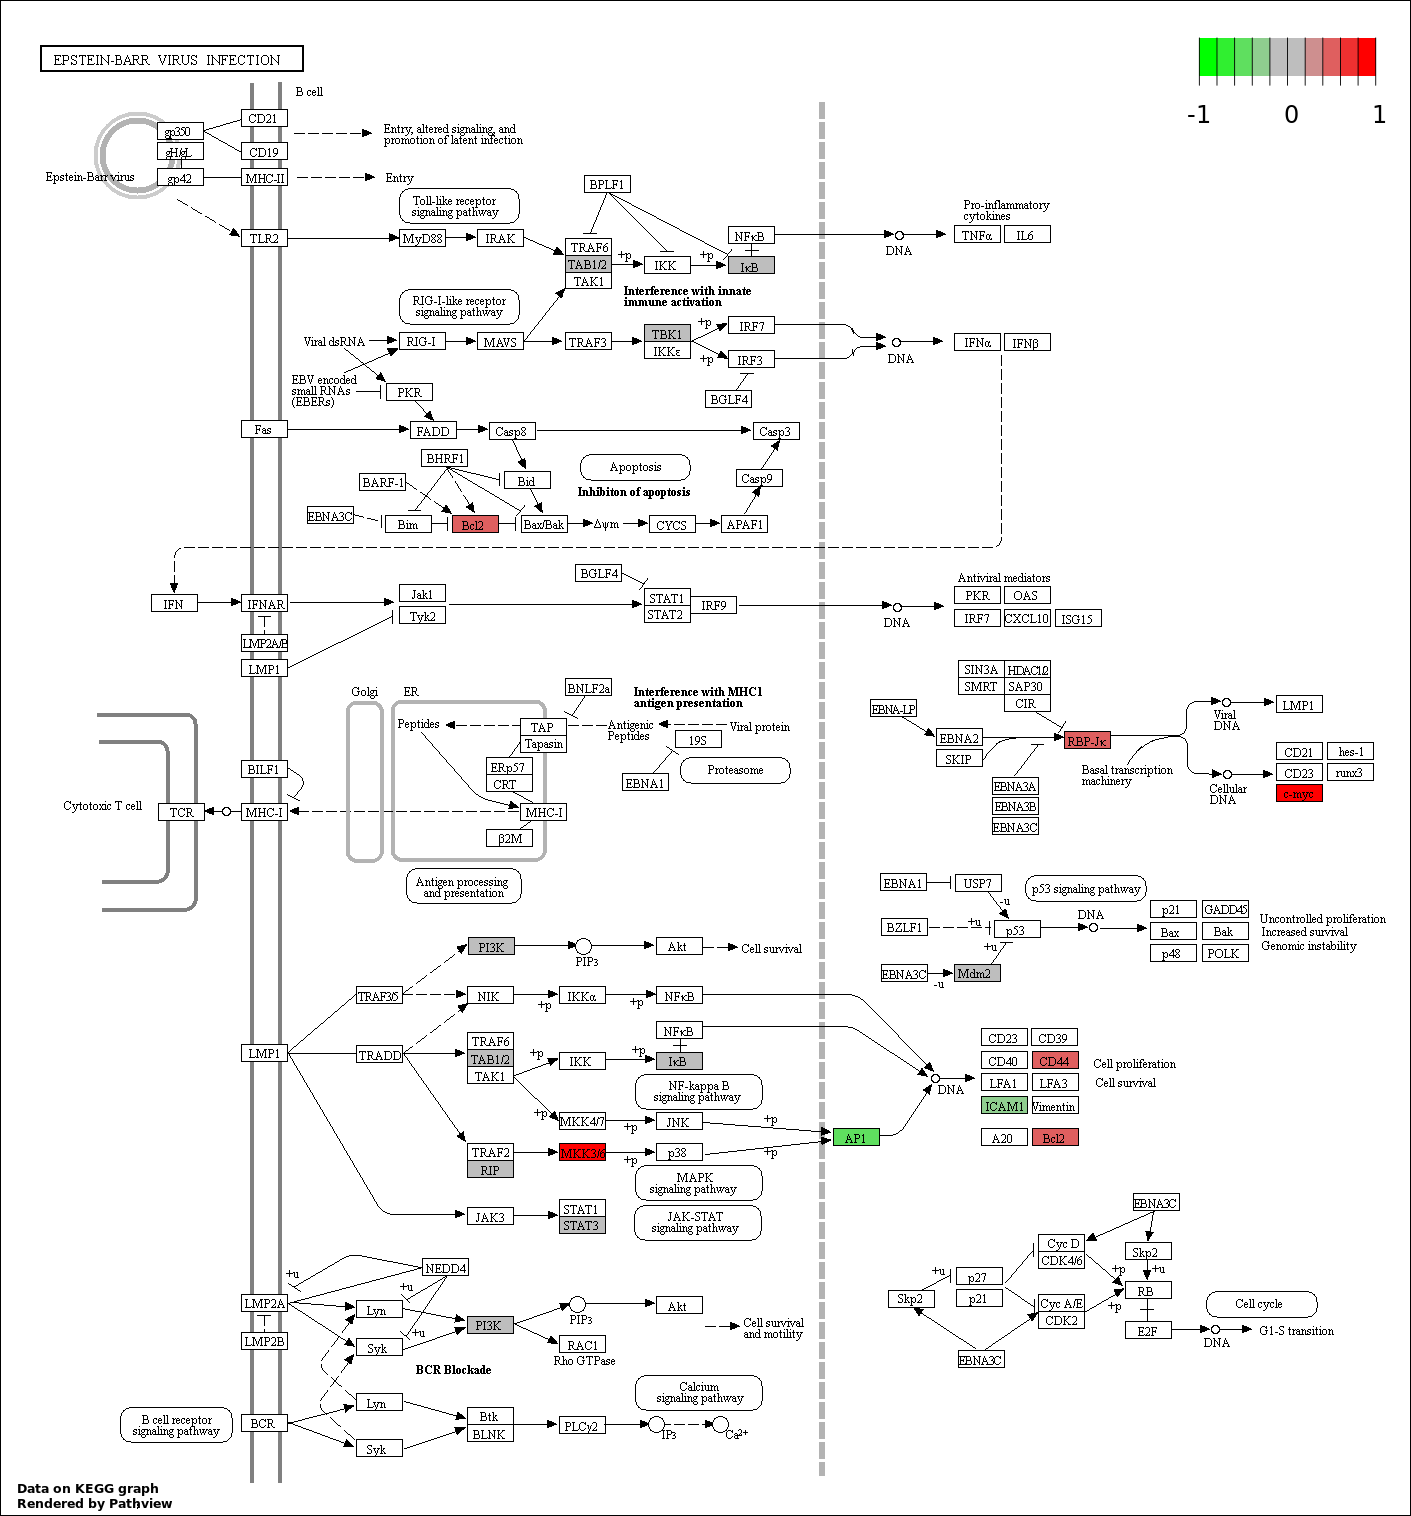 EPSTEIN-BARR VIRUS INFECTION
-1
0
1
B cell
gp350
CD21
Entry, altered signaling, and
promotion of latent infection
gH/gL
CD19
Epstein-Barr virus
gp42
MHC-II
Entry
BPLF1
Toll-like receptor
signaling pathway
TLR2
MyD88
IRAK
TRAF6
TAB1/2
TAK1
+p
IKK
+p
NFκB
IκB
DNA
Pro-inflammatory
cytokines
TNFα
IL6
Interference with innate
immune activation
RIG-I-like receptor
signaling pathway
Viral dsRNA
RIG-I
MAVS
TRAF3
TBK1
IKKε
+p
+p
IRF7
IRF3
DNA
IFNα
IFNβ
EBV encoded
small RNAs
(EBERs)
PKR
BGLF4
Fas
FADD
Casp8
Casp3
BHRF1
Apoptosis
BARF-1
Bid
Casp9
Inhibiton of apoptosis
EBNA3C
Bim
Bcl2
Bax/Bak
Δψm
CYCS
APAF1
BGLF4
IFN
IFNAR
Jak1
Tyk2
STAT1
STAT2
IRF9
DNA
Antiviral mediators
PKR
OAS
IRF7
CXCL10
ISG15
LMP2A/B
LMP1
Golgi
ER
BNLF2a
Interference with MHC1
antigen presentation
Peptides
TAP
Tapasin
Antigenic
Peptides
Viral protein
19S
ERp57
CRT
EBNA1
Proteasome
BILF1
Cytotoxic T cell
TCR
MHC-I
MHC-I
β2M
Antigen processing
and presentation
SIN3A
HDAC1/2
SMRT
SAP30
CIR
EBNA-LP
EBNA2
SKIP
RBP-Jκ
Viral
DNA
LMP1
Basal transcription
machinery
EBNA3A
EBNA3B
EBNA3C
Cellular
DNA
CD21
hes-1
CD23
runx3
c-myc
EBNA1
USP7
p53 signaling pathway
-u
BZLF1
+u
p53
DNA
+u
EBNA3C
-u
Mdm2
p21
GADD45
Bax
Bak
p48
POLK
Uncontrolled proliferation
Increased survival
Genomic instability
PI3K
PIP3
Akt
Cell survival
TRAF3/5
NIK
+p
IKKα
+p
NFκB
LMP1
TRADD
TRAF6
TAB1/2
TAK1
+p
IKK
+p
NFκB
IκB
NF-kappa B
signaling pathway
+p
MKK4/7
+p
JNK
+p
TRAF2
RIP
MKK3/6
+p
p38
+p
AP1
MAPK
signaling pathway
JAK3
STAT1
STAT3
JAK-STAT
signaling pathway
DNA
CD23
CD39
CD40
CD44
LFA1
LFA3
ICAM1
Vimentin
A20
Bcl2
Cell proliferation
Cell survival
+u
NEDD4
+u
LMP2A
Lyn
+u
Syk
LMP2B
PI3K
PIP3
Akt
RAC1
Rho GTPase
Cell survival
and motility
BCR Blockade
Calcium
signaling pathway
B cell receptor
signaling pathway
BCR
Lyn
Syk
Btk
BLNK
PLCγ2
IP3
Ca2+
EBNA3C
Cyc D
CDK4/6
Skp2
+u
+p
+u
p27
p21
Skp2
Cyc A/E
CDK2
+p
RB
E2F
Cell cycle
DNA
G1-S transition
EBNA3C
Data on KEGG graph
Rendered by Pathview